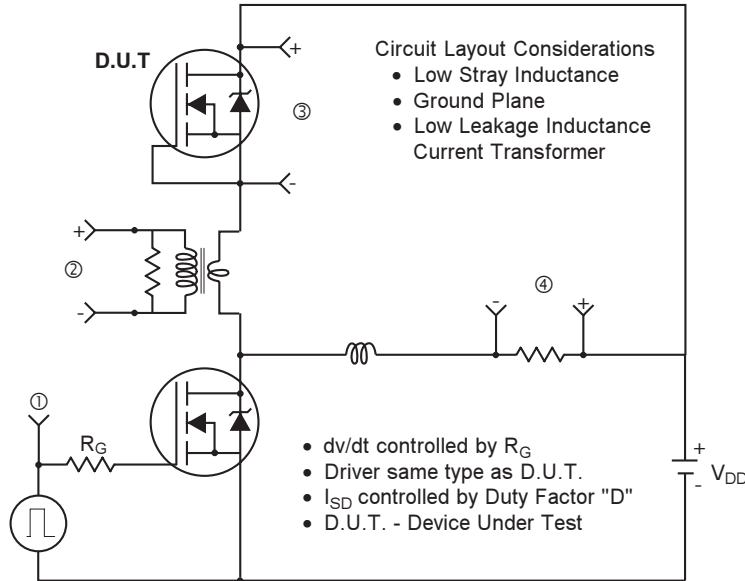 D.U.T
+
Circuit Layout Considerations
• Low Stray Inductance
③
• Ground Plane
• Low Leakage Inductance
Current Transformer
-
+
②
-
④
-
+
①
R_G
• dv/dt controlled by R_G
• Driver same type as D.U.T.
• I_SD controlled by Duty Factor "D"
• D.U.T. - Device Under Test
+
V_DD
-